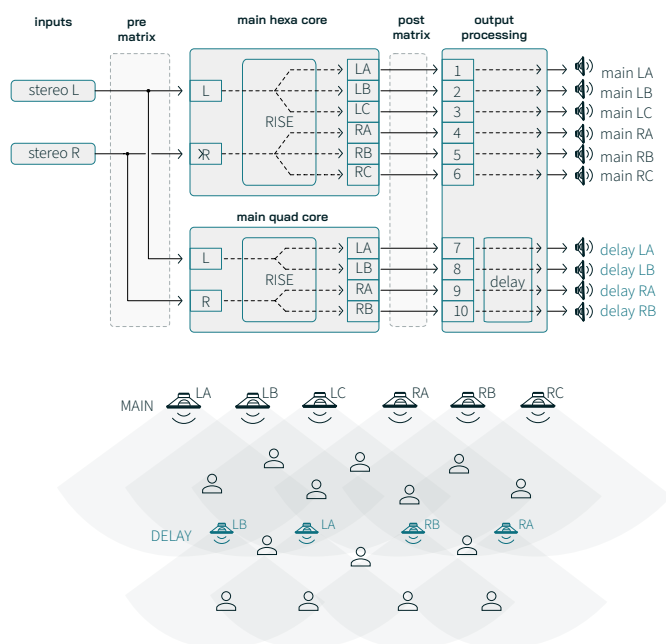 inputs
pre
matrix
main hexa core
post
matrix
output
processing
stereo L
L
RISE
LA
1
main LA
LB
2
main LB
LC
3
main LC
RA
4
main RA
stereo R
R
RB
5
main RB
RC
6
main RC
main quad core
L
RISE
LA
7
delay
delay LA
LB
8
delay LB
R
RA
9
delay RA
RB
10
delay RB
MAIN
LA
LB
LC
RA
RB
RC
DELAY
LB
LA
RB
RA